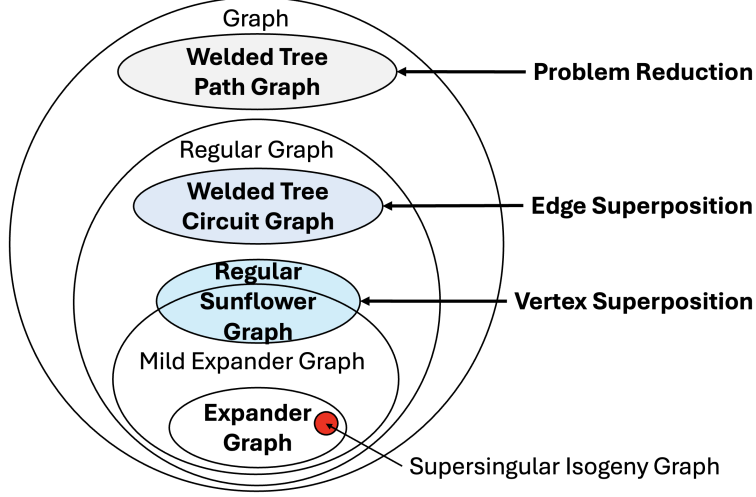 Graph
Welded Tree
Path Graph
Problem Reduction
Regular Graph
Welded Tree
Circuit Graph
Edge Superposition
Regular
Sunflower
Graph
Vertex Superposition
Mild Expander Graph
Expander
Graph
Supersingular Isogeny Graph